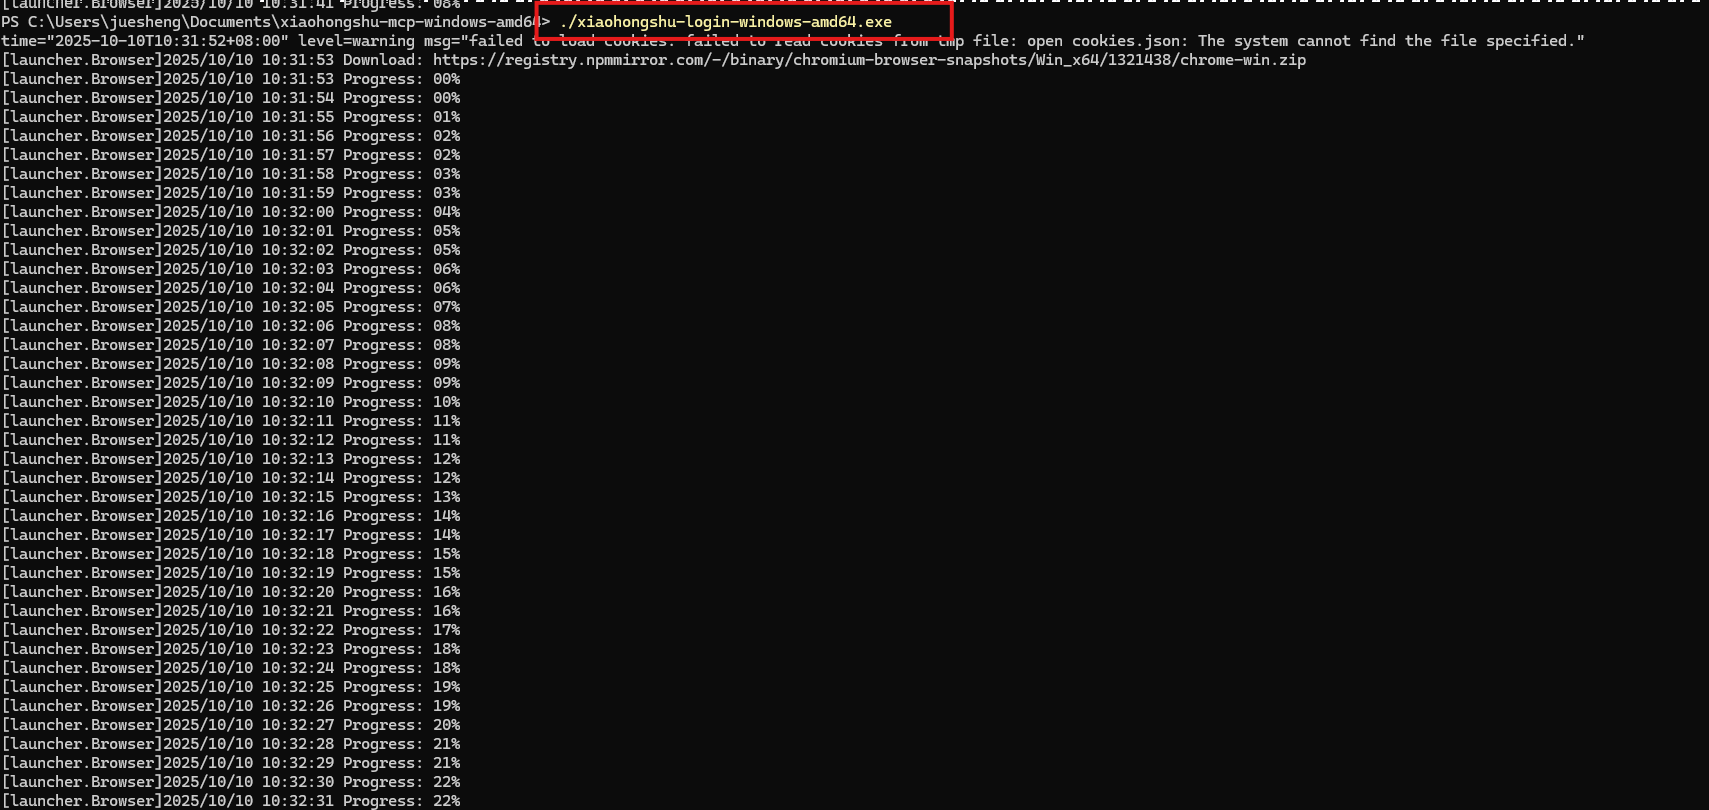 [launcher.Browser]2025/10/10 10:31:41 Progress: 08%
PS C:\Users\juesheng\Documents\xiaohongshu-mcp-windows-amd64> ./xiaohongshu-login-windows-amd64.exe
time="2025-10-10T10:31:52+08:00" level=warning msg="failed to load cookies: failed to read cookies from tmp file: open cookies.json: The system cannot find the file specified."
[launcher.Browser]2025/10/10 10:31:53 Download: https://registry.npmmirror.com/-/binary/chromium-browser-snapshots/Win_x64/1321438/chrome-win.zip
[launcher.Browser]2025/10/10 10:31:53 Progress: 00%
[launcher.Browser]2025/10/10 10:31:54 Progress: 00%
[launcher.Browser]2025/10/10 10:31:55 Progress: 01%
[launcher.Browser]2025/10/10 10:31:56 Progress: 02%
[launcher.Browser]2025/10/10 10:31:57 Progress: 02%
[launcher.Browser]2025/10/10 10:31:58 Progress: 03%
[launcher.Browser]2025/10/10 10:31:59 Progress: 03%
[launcher.Browser]2025/10/10 10:32:00 Progress: 04%
[launcher.Browser]2025/10/10 10:32:01 Progress: 05%
[launcher.Browser]2025/10/10 10:32:02 Progress: 05%
[launcher.Browser]2025/10/10 10:32:03 Progress: 06%
[launcher.Browser]2025/10/10 10:32:04 Progress: 06%
[launcher.Browser]2025/10/10 10:32:05 Progress: 07%
[launcher.Browser]2025/10/10 10:32:06 Progress: 08%
[launcher.Browser]2025/10/10 10:32:07 Progress: 08%
[launcher.Browser]2025/10/10 10:32:08 Progress: 09%
[launcher.Browser]2025/10/10 10:32:09 Progress: 09%
[launcher.Browser]2025/10/10 10:32:10 Progress: 10%
[launcher.Browser]2025/10/10 10:32:11 Progress: 11%
[launcher.Browser]2025/10/10 10:32:12 Progress: 11%
[launcher.Browser]2025/10/10 10:32:13 Progress: 12%
[launcher.Browser]2025/10/10 10:32:14 Progress: 12%
[launcher.Browser]2025/10/10 10:32:15 Progress: 13%
[launcher.Browser]2025/10/10 10:32:16 Progress: 14%
[launcher.Browser]2025/10/10 10:32:17 Progress: 14%
[launcher.Browser]2025/10/10 10:32:18 Progress: 15%
[launcher.Browser]2025/10/10 10:32:19 Progress: 15%
[launcher.Browser]2025/10/10 10:32:20 Progress: 16%
[launcher.Browser]2025/10/10 10:32:21 Progress: 16%
[launcher.Browser]2025/10/10 10:32:22 Progress: 17%
[launcher.Browser]2025/10/10 10:32:23 Progress: 18%
[launcher.Browser]2025/10/10 10:32:24 Progress: 18%
[launcher.Browser]2025/10/10 10:32:25 Progress: 19%
[launcher.Browser]2025/10/10 10:32:26 Progress: 19%
[launcher.Browser]2025/10/10 10:32:27 Progress: 20%
[launcher.Browser]2025/10/10 10:32:28 Progress: 21%
[launcher.Browser]2025/10/10 10:32:29 Progress: 21%
[launcher.Browser]2025/10/10 10:32:30 Progress: 22%
[launcher.Browser]2025/10/10 10:32:31 Progress: 22%